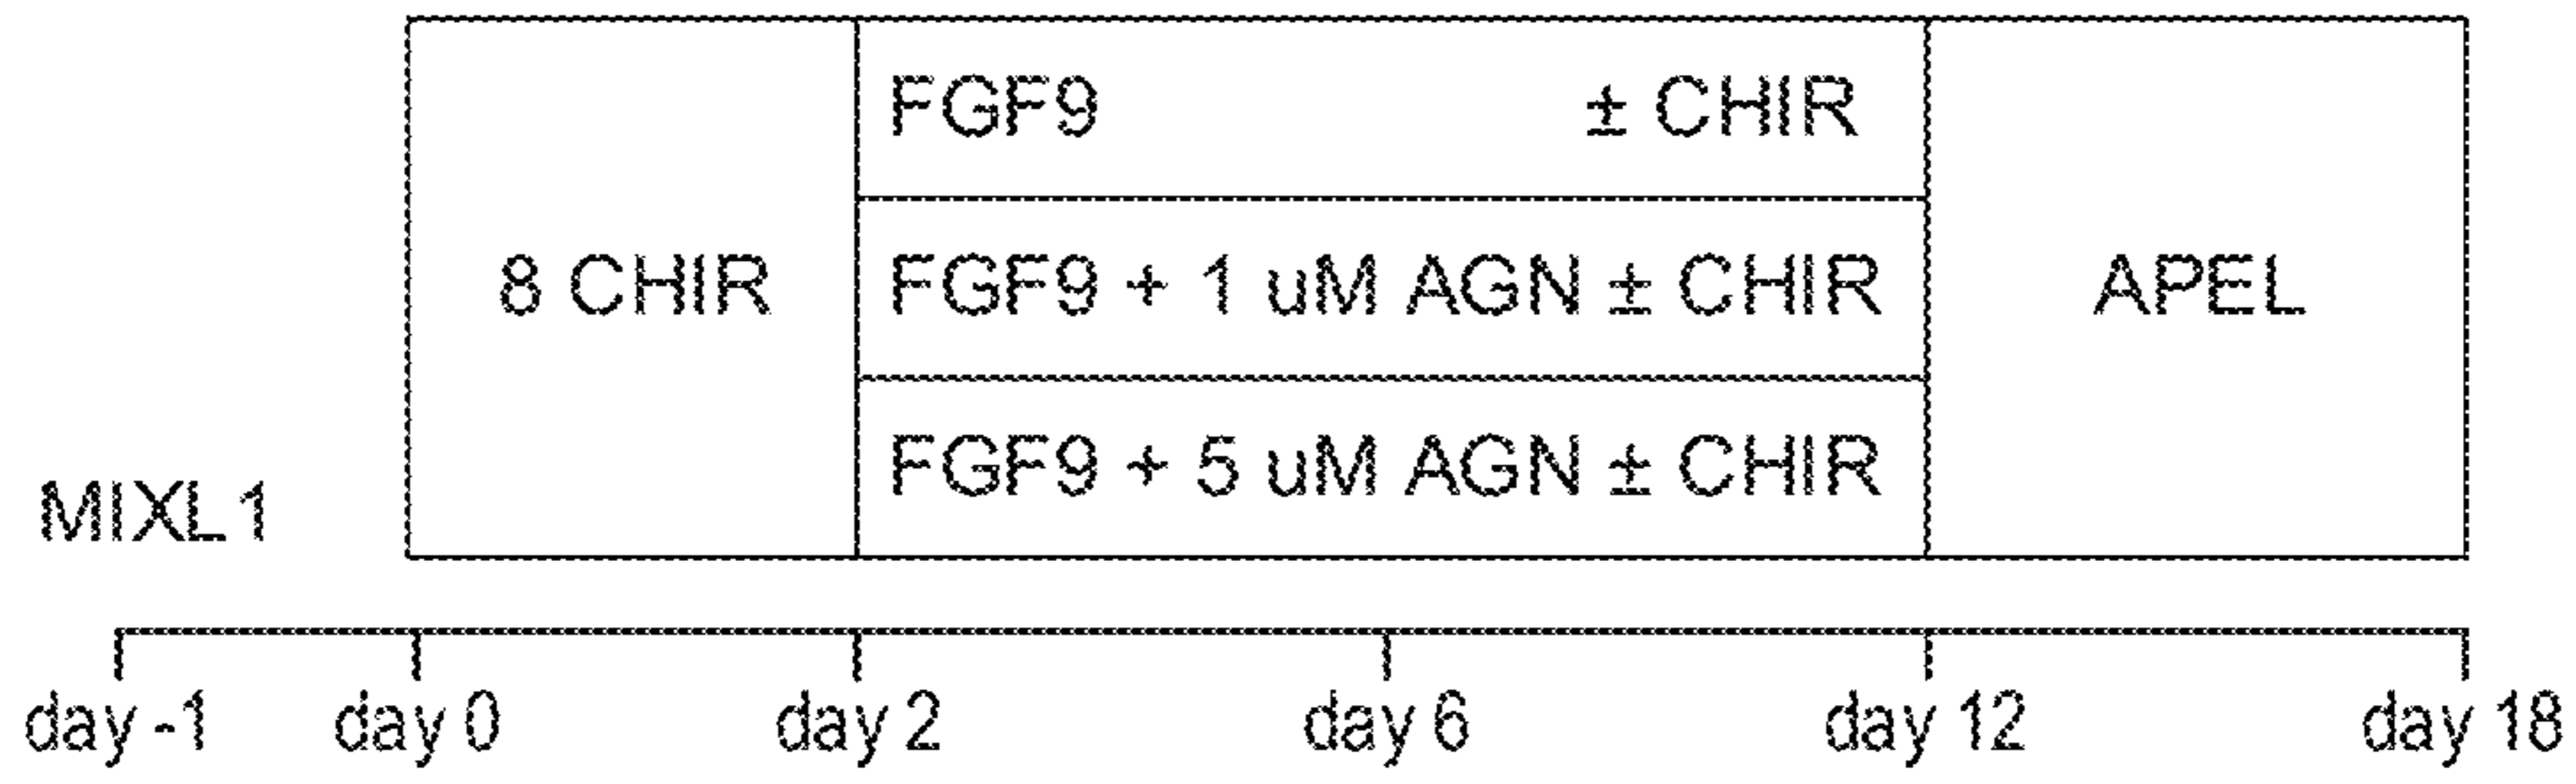 FGF9 ± CHIR
8 CHIR
FGF9 + 1 uM AGN ± CHIR
APEL
FGF9 + 5 uM AGN ± CHIR
MIXL1
day -1 day 0 day 2 day 6 day 12 day 18